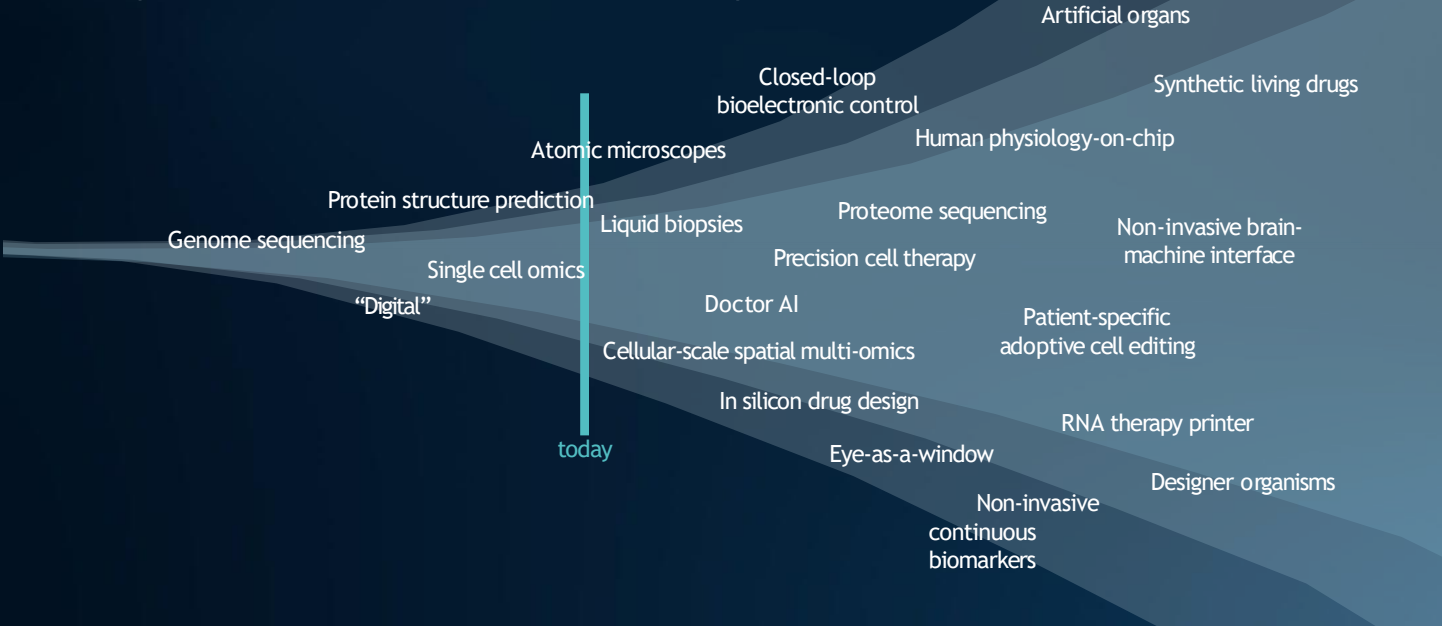 Artificial organs
Closed-loop
bioelectronic control
Synthetic living drugs
Atomic microscopes
Human physiology-on-chip
Protein structure prediction
Liquid biopsies
Proteome sequencing
Non-invasive brain-
machine interface
Genome sequencing
Precision cell therapy
Single cell omics
"Digital"
Doctor AI
Patient-specific
adoptive cell editing
Cellular-scale spatial multi-omics
In silicon drug design
RNA therapy printer
today
Eye-as-a-window
Designer organisms
Non-invasive
continuous
biomarkers